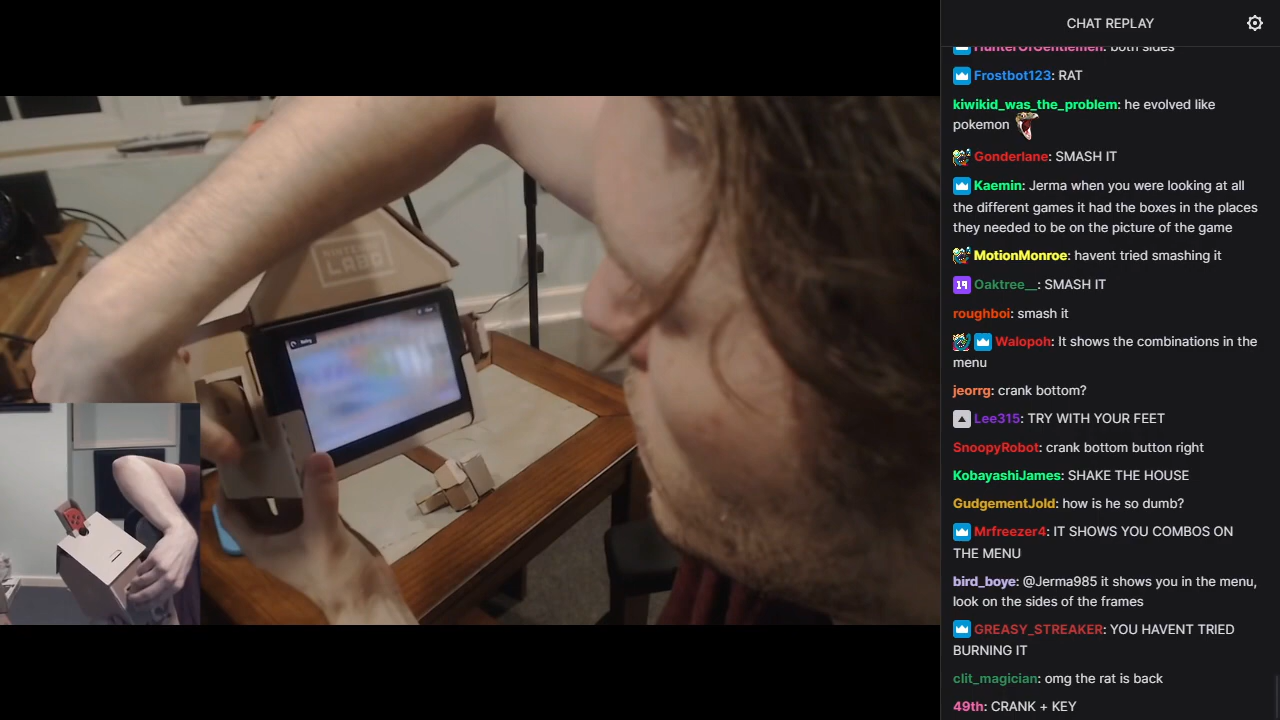 CHAT REPLAY
HunterOfGentlemen: both sides
Frostbot123: RAT
kiwikid_was_the_problem: he evolved like
pokemon
Gonderlane: SMASH IT
Kaemin: Jerma when you were looking at all
the different games it had the boxes in the places
they needed to be on the picture of the game
MotionMonroe: havent tried smashing it
19 Oaktree__: SMASH IT
roughboi: smash it
Walopoh: It shows the combinations in the
menu
jeorrg: crank bottom?
Lee315: TRY WITH YOUR FEET
SnoopyRobot: crank bottom button right
KobayashiJames: SHAKE THE HOUSE
GudgementJold: how is he so dumb?
Mrfreezer4: IT SHOWS YOU COMBOS ON
THE MENU
bird_boye: @Jerma985 it shows you in the menu,
look on the sides of the frames
GREASY_STREAKER: YOU HAVENT TRIED
BURNING IT
clit_magician: omg the rat is back
49th: CRANK + KEY
NINTENDO
LABO